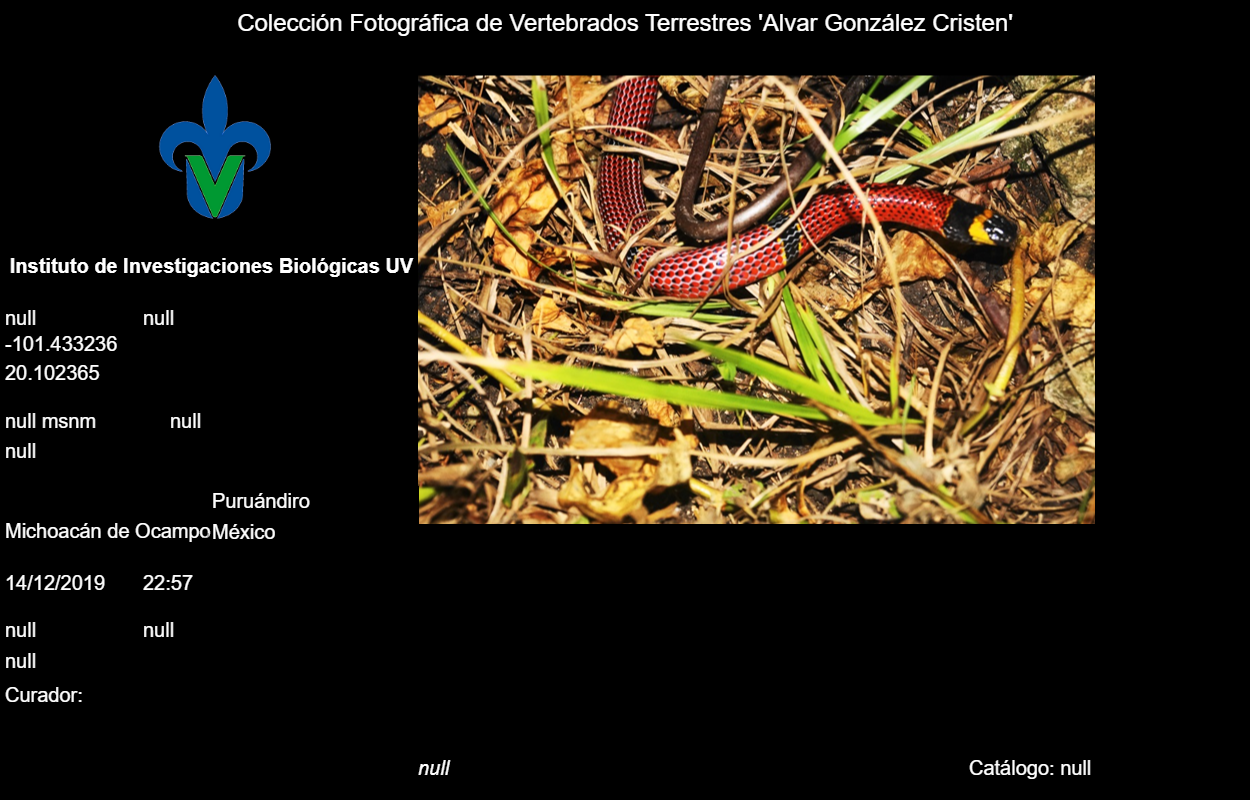 Colección Fotográfica de Vertebrados Terrestres 'Alvar González Cristen'
V
Instituto de Investigaciones Biológicas UV
null null
-101.433236
20.102365
null msnm null
null
Puruándiro
Michoacán de Ocampo México
14/12/2019 22:57
null null
null
Curador:
null Catálogo: null